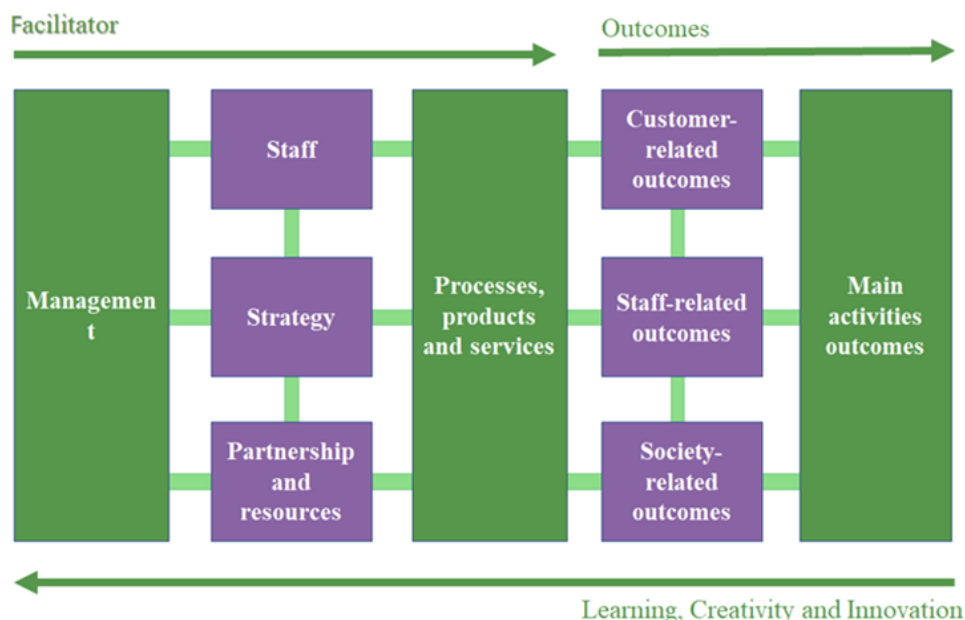 Facilitator
Outcomes
Managemen
t
Staff
Strategy
Partnership
and
resources
Processes,
products
and services
Customer-
related
outcomes
Staff-related
outcomes
Society-
related
outcomes
Main
activities
outcomes
Learning, Creativity and Innovation